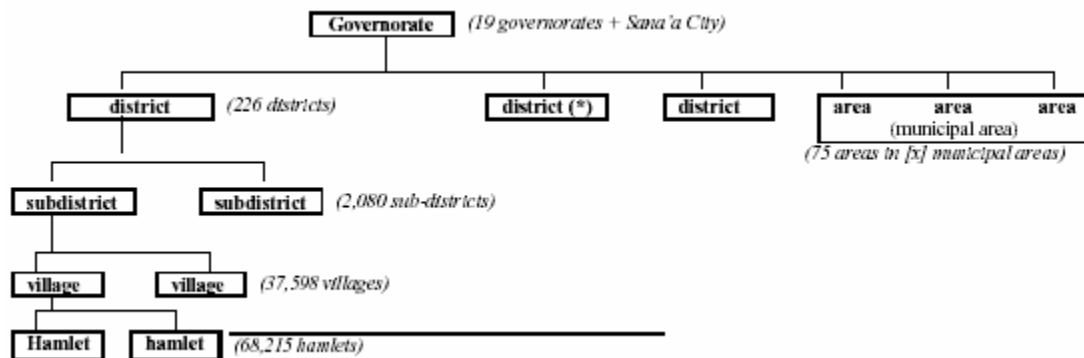 Governorate (19 governorates + Sana'a City)
district (226 districts) district (*) district area area area
(municipal area)
(75 areas in [x] municipal areas)
subdistrict subdistrict (2,080 sub-districts)
village village (37,598 villages)
Hamlet hamlet (68,215 hamlets)